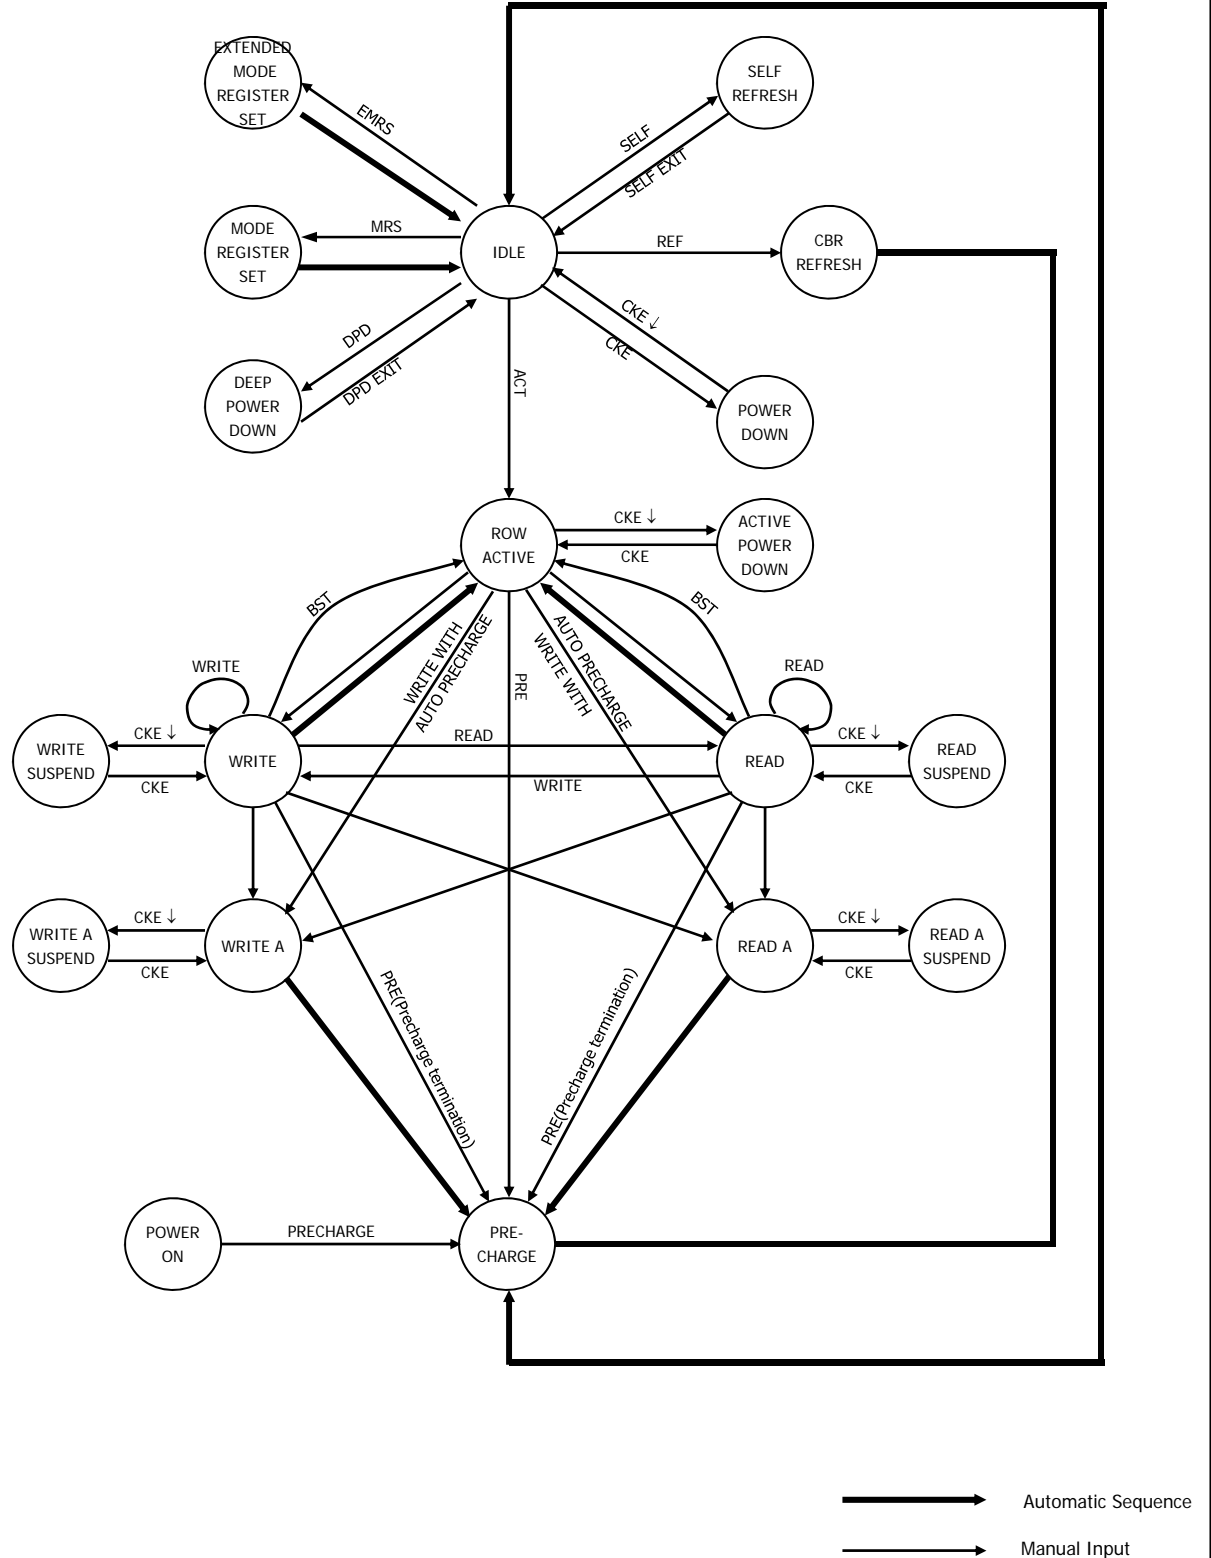 EXTENDED
MODE
REGISTER
SET
EMRS
SELF
REFRESH
SELF
SELF EXIT
MODE
REGISTER
SET
MRS
IDLE
REF
CBR
REFRESH
DPD
DPD EXIT
DEEP
POWER
DOWN
ACT
CKE ↓
CKE
POWER
DOWN
ROW
ACTIVE
CKE ↓
CKE
ACTIVE
POWER
DOWN
BST
BST
WRITE
WRITE WITH
AUTO PRECHARGE
PRE
AUTO PRECHARGE
WRITE WITH
READ
WRITE
SUSPEND
CKE ↓
CKE
WRITE
READ
WRITE
READ
CKE ↓
CKE
READ
SUSPEND
WRITE A
SUSPEND
CKE ↓
CKE
WRITE A
READ A
CKE ↓
CKE
READ A
SUSPEND
PRE(Precharge termination)
PRE(Precharge termination)
POWER
ON
PRECHARGE
PRE-
CHARGE
Automatic Sequence
Manual Input